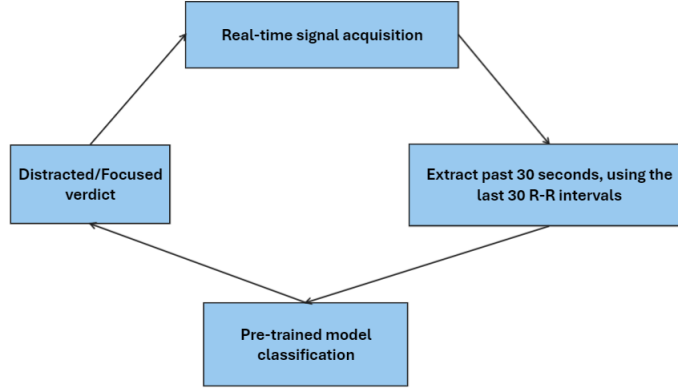 Real-time signal acquisition
Distracted/Focused
verdict
Extract past 30 seconds, using the
last 30 R-R intervals
Pre-trained model
classification